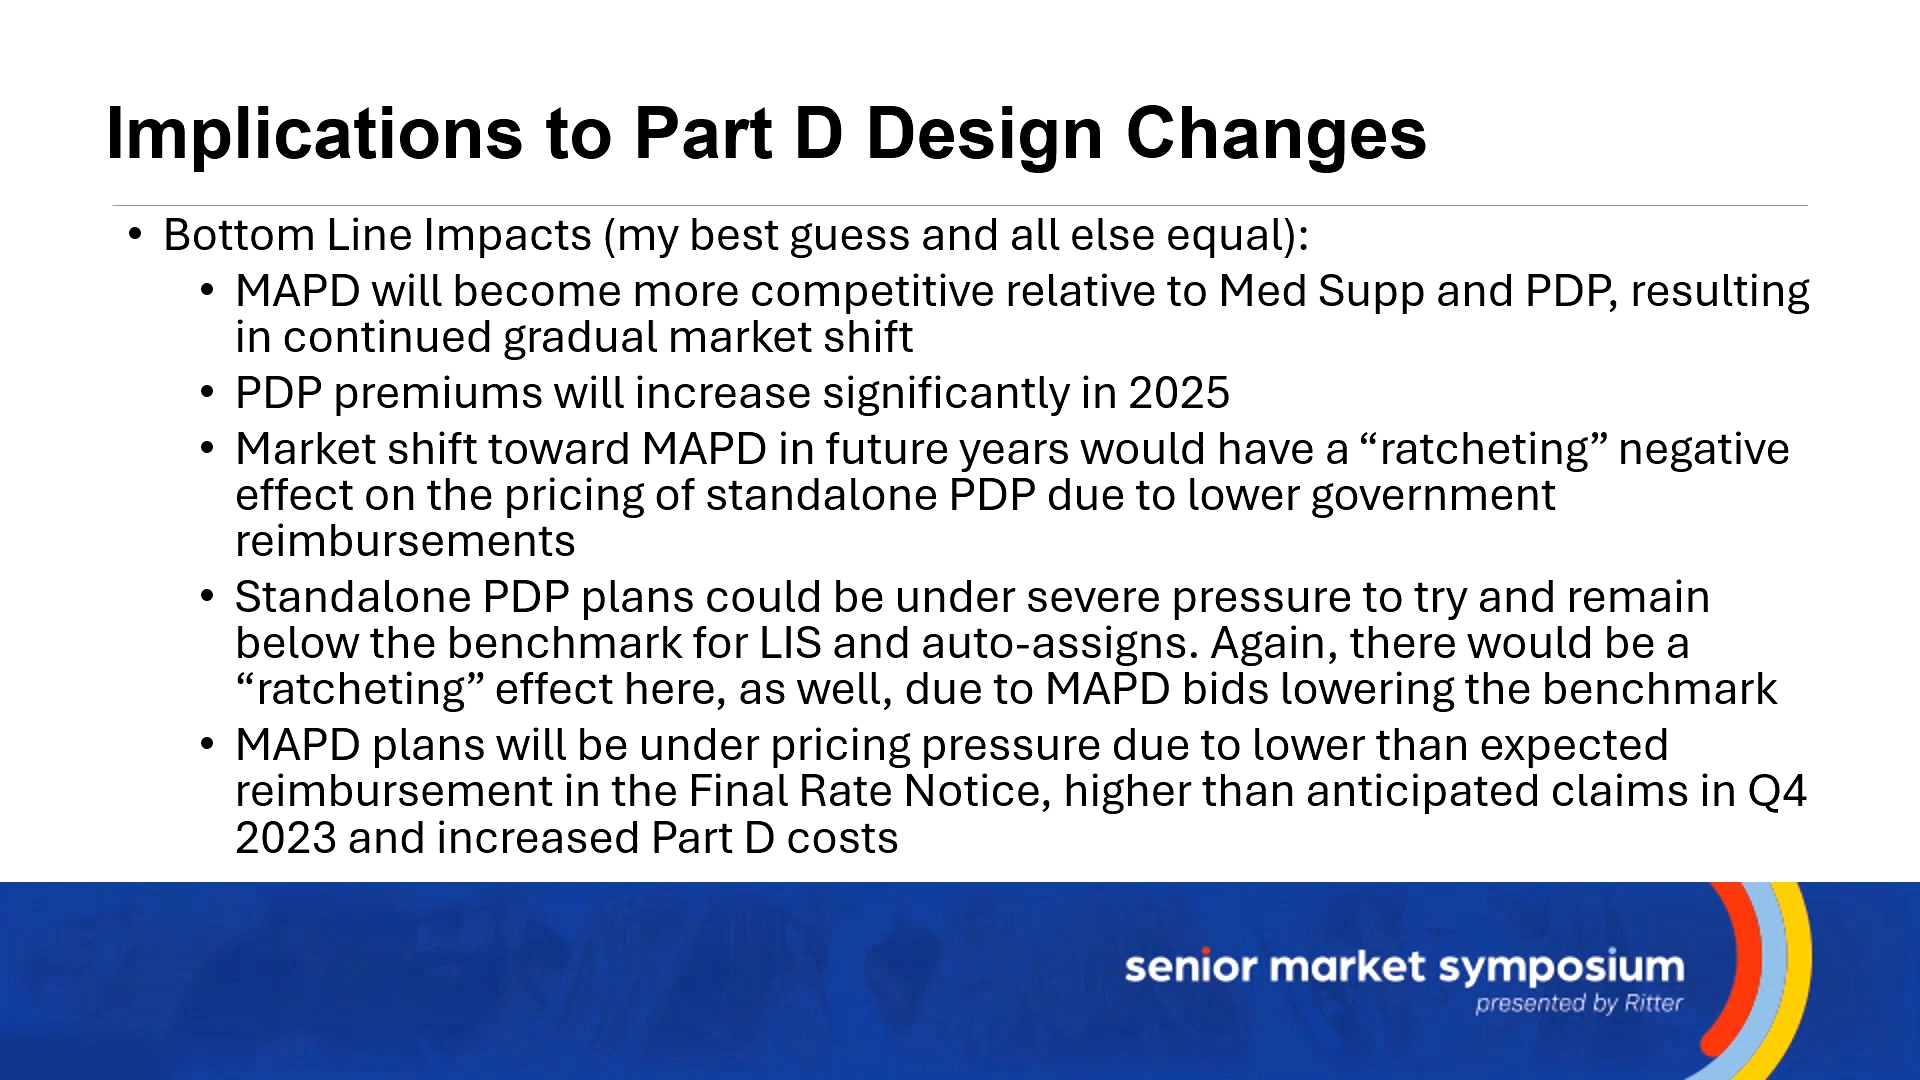 Implications to Part D Design Changes
• Bottom Line Impacts (my best guess and all else equal):
• MAPD will become more competitive relative to Med Supp and PDP, resulting
in continued gradual market shift
• PDP premiums will increase significantly in 2025
• Market shift toward MAPD in future years would have a “ratcheting” negative
effect on the pricing of standalone PDP due to lower government
reimbursements
• Standalone PDP plans could be under severe pressure to try and remain
below the benchmark for LIS and auto-assigns. Again, there would be a
“ratcheting” effect here, as well, due to MAPD bids lowering the benchmark
• MAPD plans will be under pricing pressure due to lower than expected
reimbursement in the Final Rate Notice, higher than anticipated claims in Q4
2023 and increased Part D costs
senior market symposium
presented by Ritter